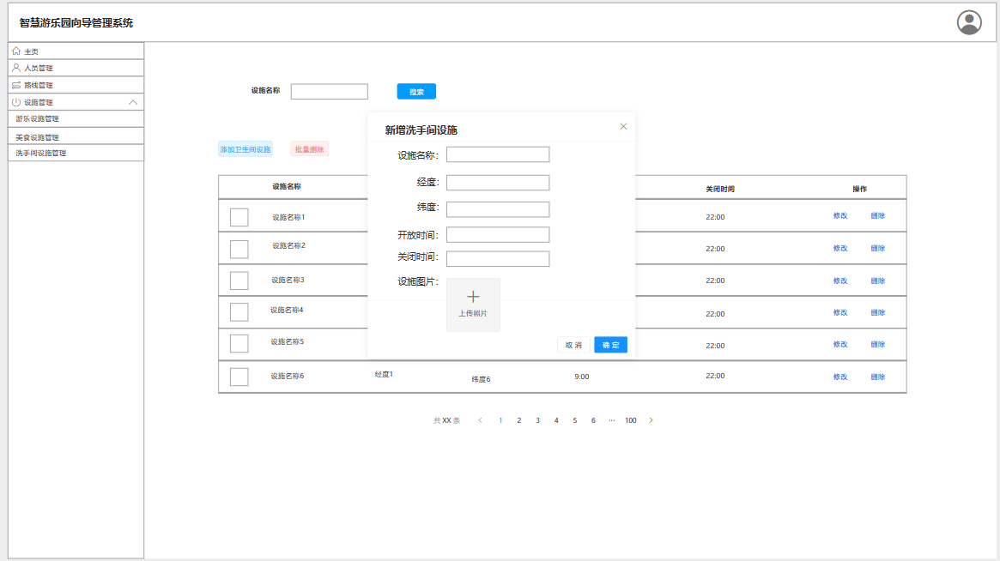 智慧游乐园向导管理系统
主页
人员管理
路线管理
设施管理
游乐设施管理
美食设施管理
洗手间设施管理
设施名称
搜索
添加卫生间设施
批量删除
新增洗手间设施
设施名称：
经度：
纬度：
开放时间：
关闭时间：
设施图片：
上传照片
取 消
确 定
设施名称 关闭时间 操作
设施名称1 22:00 修改 删除
设施名称2 22:00 修改 删除
设施名称3 22:00 修改 删除
设施名称4 22:00 修改 删除
设施名称5 22:00 修改 删除
设施名称6 经度1 纬度6 9:00 22:00 修改 删除
共 XX 条 < 1 2 3 4 5 6 ··· 100 >